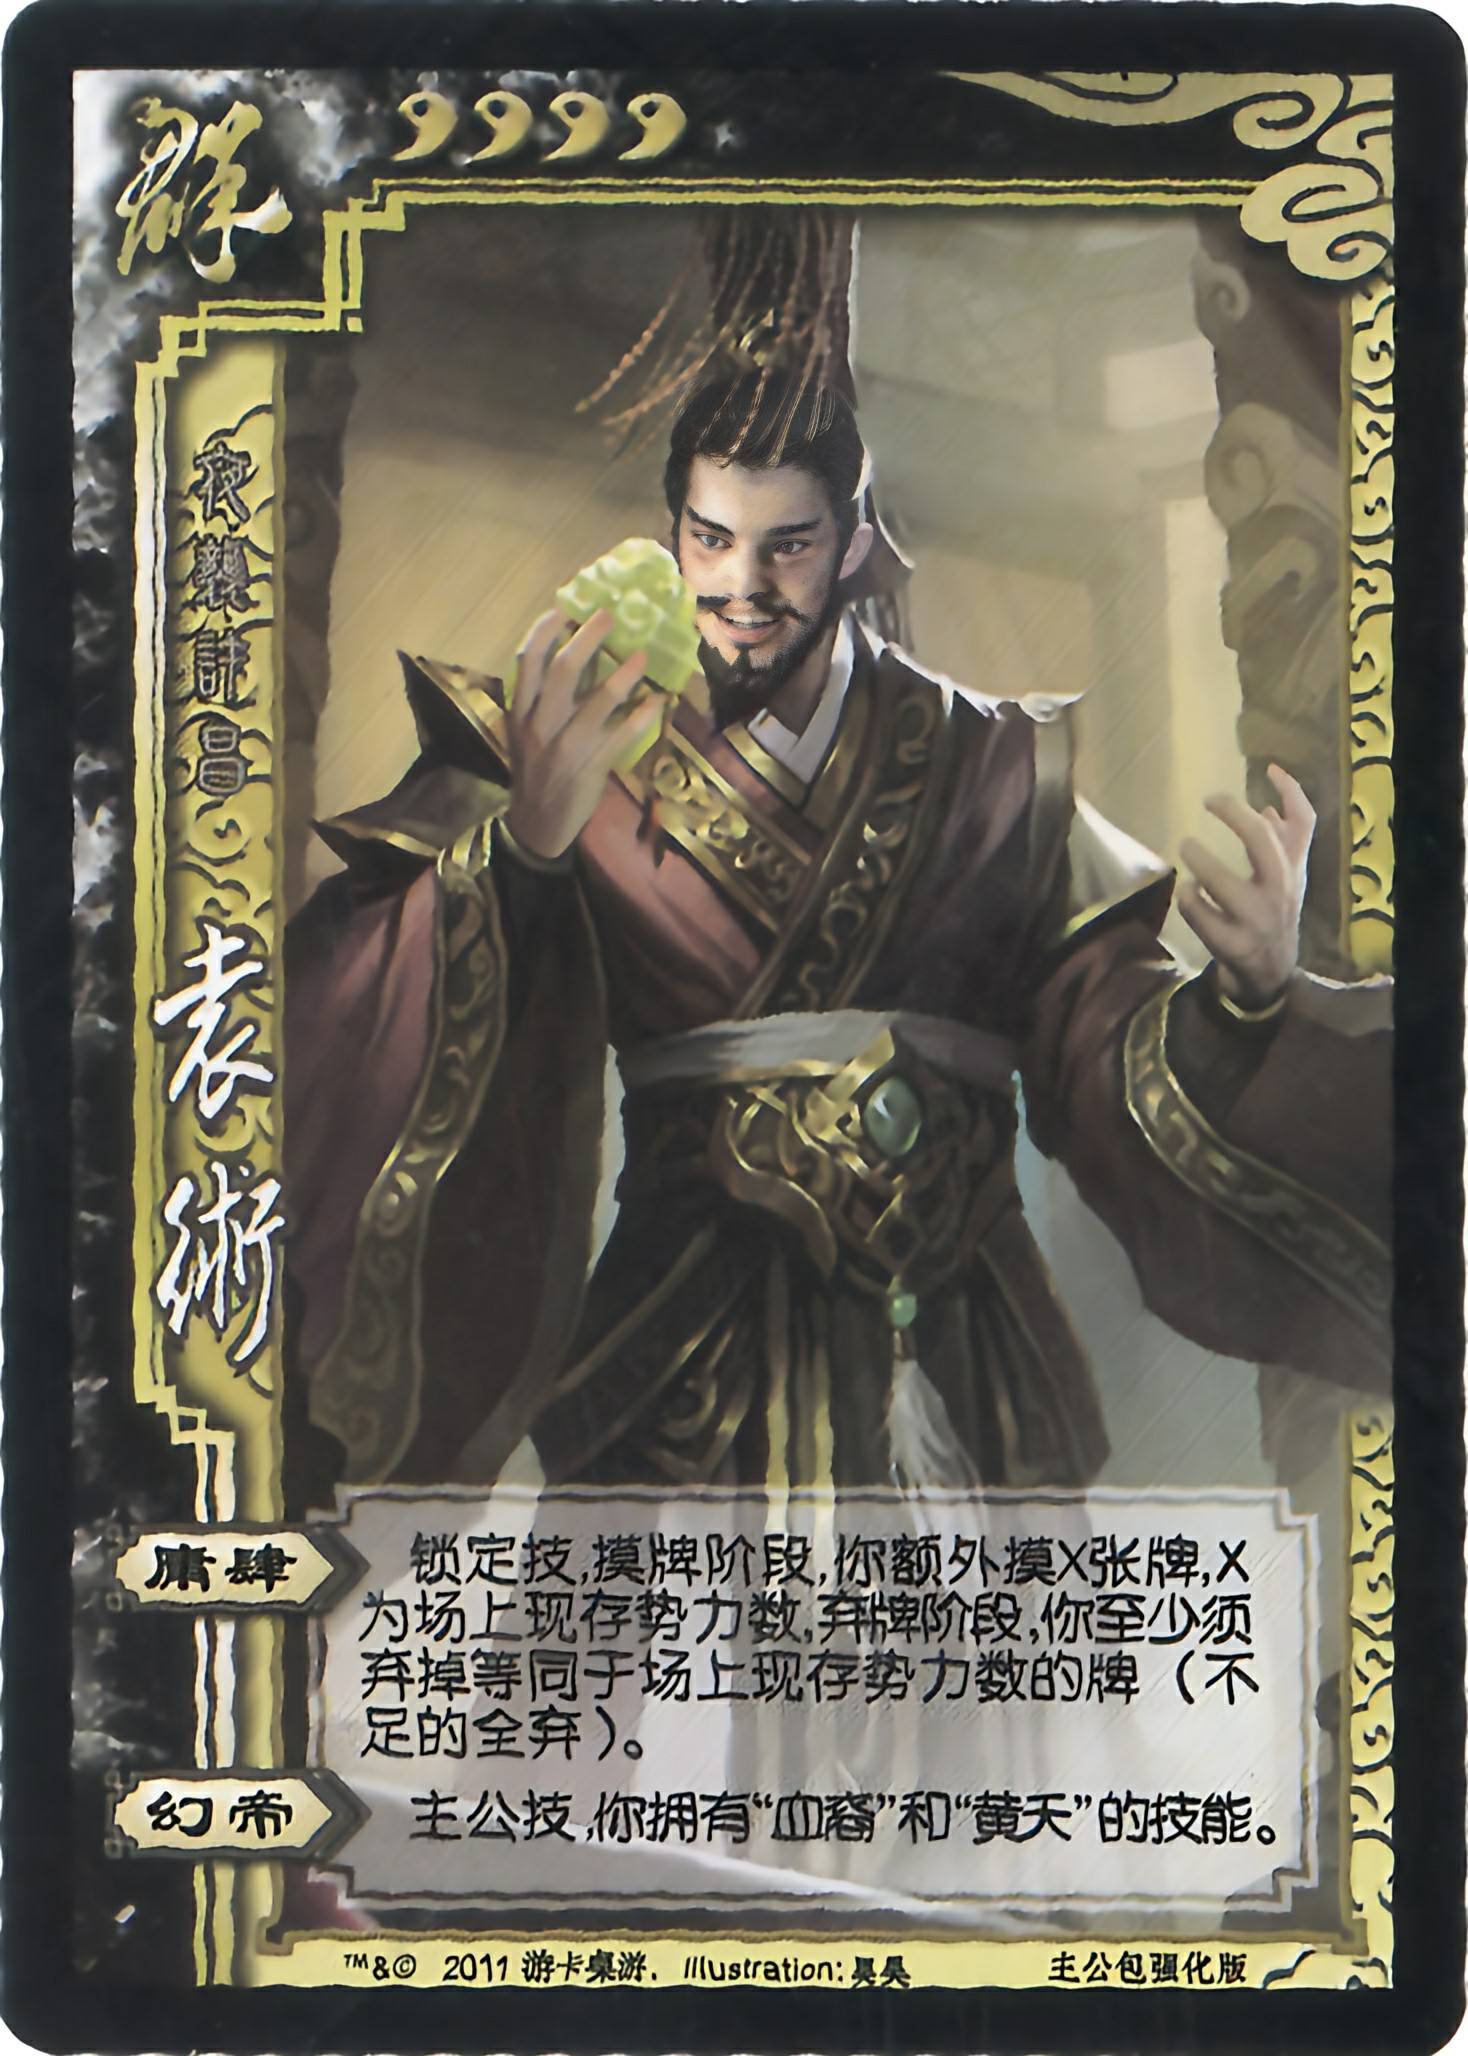 群
袁術
庸肆
锁定技,摸牌阶段,你额外摸X张牌,X
为场上现存势力数,弃牌阶段,你至少须
弃掉等同于场上现存势力数的牌（不
足的全弃）。
幻帝
主公技,你拥有“血裔”和“黄天”的技能。
™&© 2011 游卡桌游. Illustration:昊昊
主公包强化版